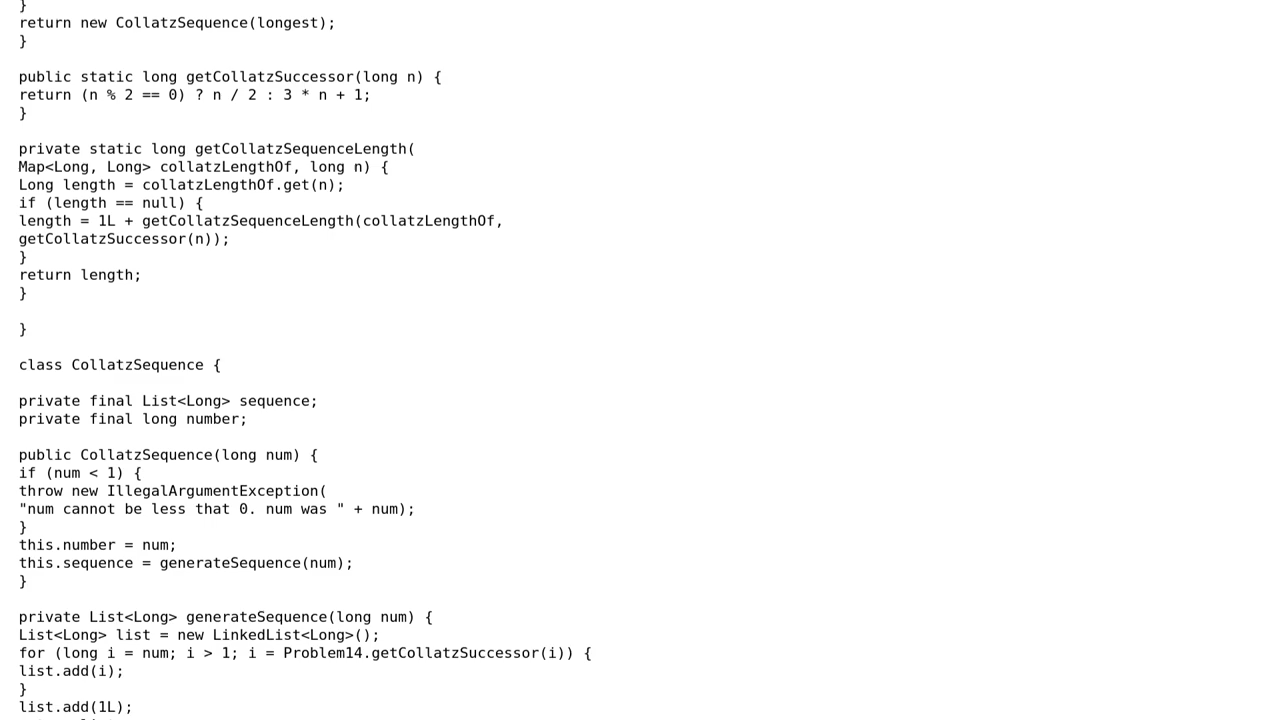 }
return new CollatzSequence(longest);
}
public static long getCollatzSuccessor(long n) {
return (n % 2 == 0) ? n / 2 : 3 * n + 1;
}
private static long getCollatzSequenceLength(
Map<Long, Long> collatzLengthOf, long n) {
Long length = collatzLengthOf.get(n);
if (length == null) {
length = 1L + getCollatzSequenceLength(collatzLengthOf,
getCollatzSuccessor(n));
}
return length;
}
}
class CollatzSequence {
private final List<Long> sequence;
private final long number;
public CollatzSequence(long num) {
if (num < 1) {
throw new IllegalArgumentException(
"num cannot be less that 0. num was " + num);
}
this.number = num;
this.sequence = generateSequence(num);
}
private List<Long> generateSequence(long num) {
List<Long> list = new LinkedList<Long>();
for (long i = num; i > 1; i = Problem14.getCollatzSuccessor(i)) {
list.add(i);
}
list.add(1L);